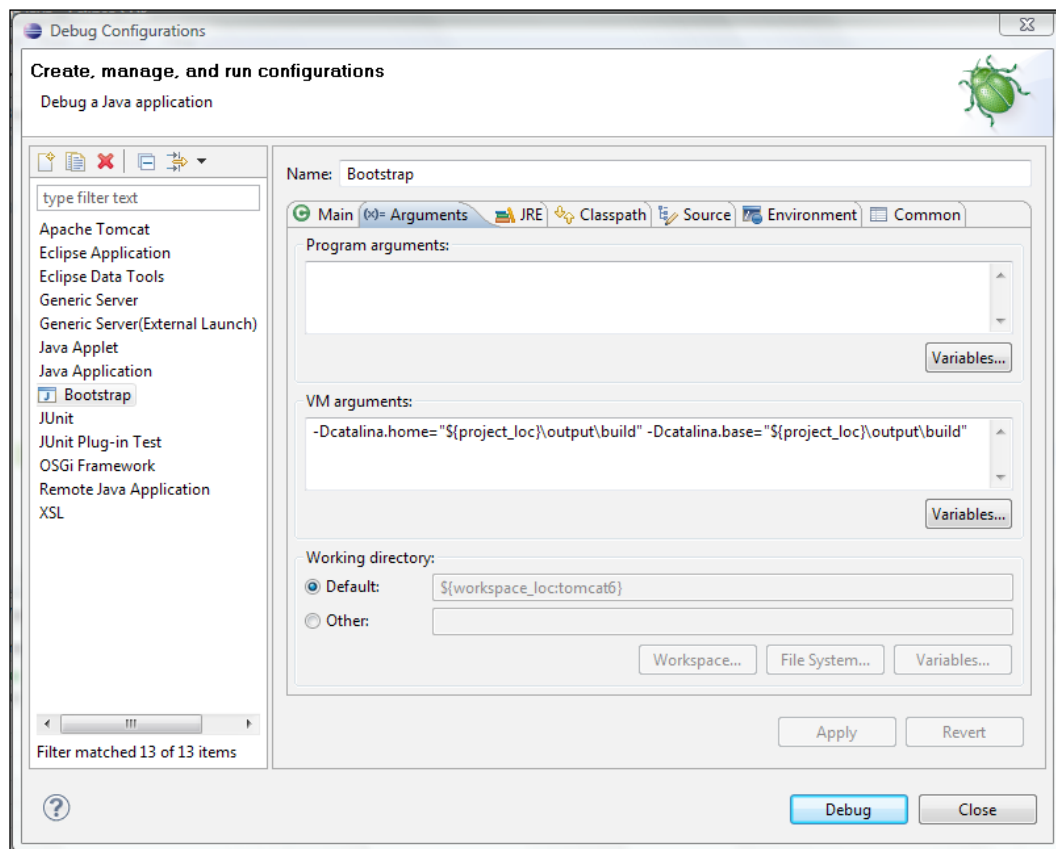 Debug Configurations
Create, manage, and run configurations
Debug a Java application
type filter text
Apache Tomcat
Eclipse Application
Eclipse Data Tools
Generic Server
Generic Server(External Launch)
Java Applet
Java Application
J Bootstrap
JUnit
JUnit Plug-in Test
OSGi Framework
Remote Java Application
XSL
Filter matched 13 of 13 items
Name: Bootstrap
Main (x)= Arguments JRE Classpath Source Environment Common
Program arguments:
Variables...
VM arguments:
-Dcatalina.home="${project_loc}\output\build" -Dcatalina.base="${project_loc}\output\build"
Variables...
Working directory:
Default: ${workspace_loc:tomcat6}
Other:
Workspace... File System... Variables...
Apply Revert
Debug Close